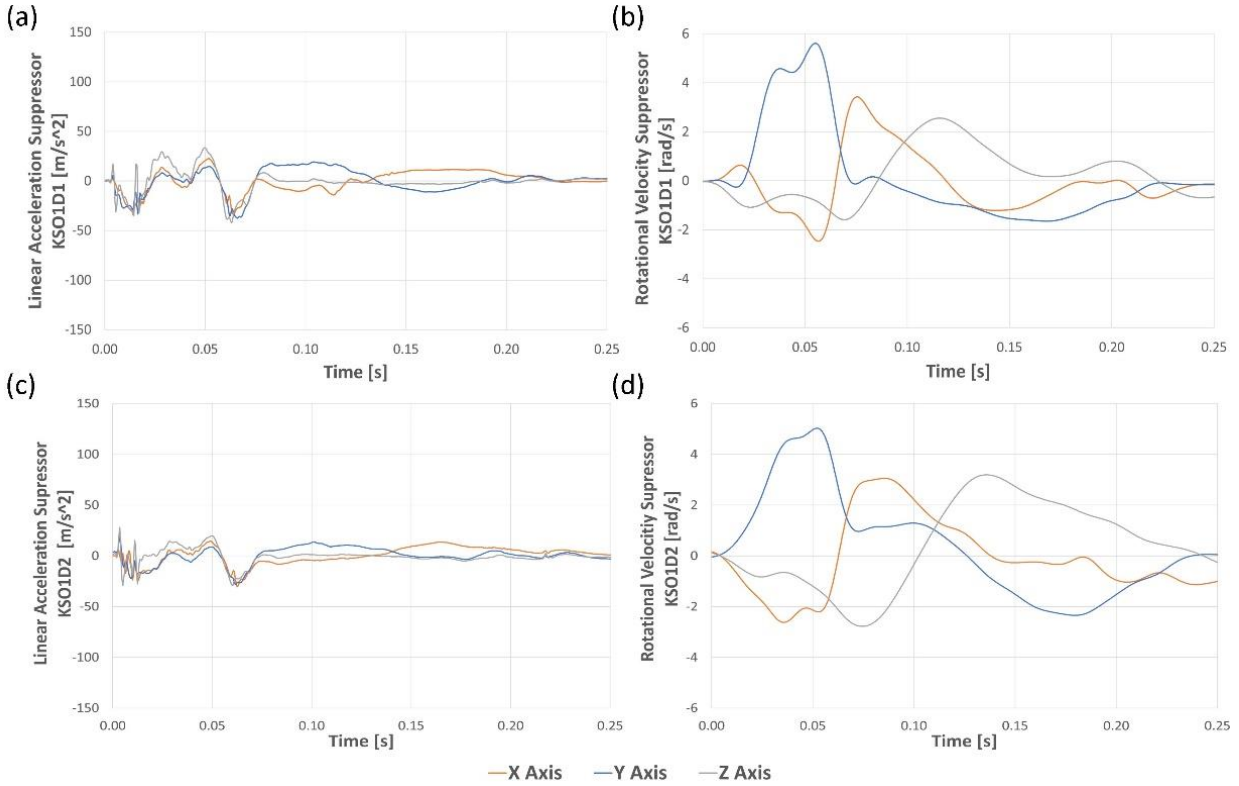 (a)
Linear Acceleration Suppressor
KSO1D1 [m/s^2]
150
100
50
0
-50
-100
-150
0.00 0.05 0.10 0.15 0.20 0.25
Time [s]
(b)
Rotational Velocity Suppressor
KSO1D1 [rad/s]
6
4
2
0
-2
-4
-6
0.00 0.05 0.10 0.15 0.20 0.25
Time [s]
(c)
Linear Acceleration Supressor
KSO1D2 [m/s^2]
150
100
50
0
-50
-100
-150
0.00 0.05 0.10 0.15 0.20 0.25
Time [s]
(d)
Rotational Velocitiy Supressor
KSO1D2 [rad/s]
6
4
2
0
-2
-4
-6
0.00 0.05 0.10 0.15 0.20 0.25
Time [s]
X Axis Y Axis Z Axis